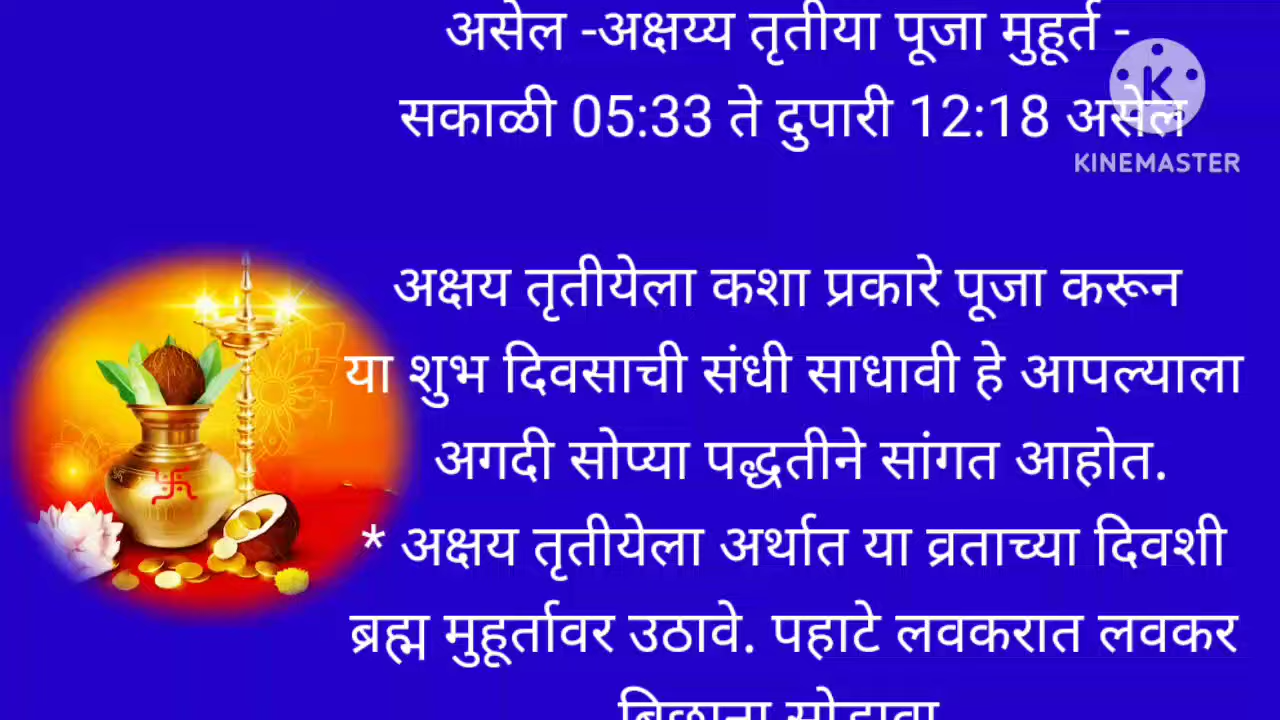 असेल -अक्षय्य तृतीया पूजा मुहूर्त -
सकाळी 05:33 ते दुपारी 12:18 असेल
KINEMASTER
अक्षय तृतीयेला कशा प्रकारे पूजा करून
या शुभ दिवसाची संधी साधावी हे आपल्याला
अगदी सोप्या पद्धतीने सांगत आहोत.
* अक्षय तृतीयेला अर्थात या व्रताच्या दिवशी
ब्रह्म मुहूर्तावर उठावे. पहाटे लवकरात लवकर
बिछाना सोडावा